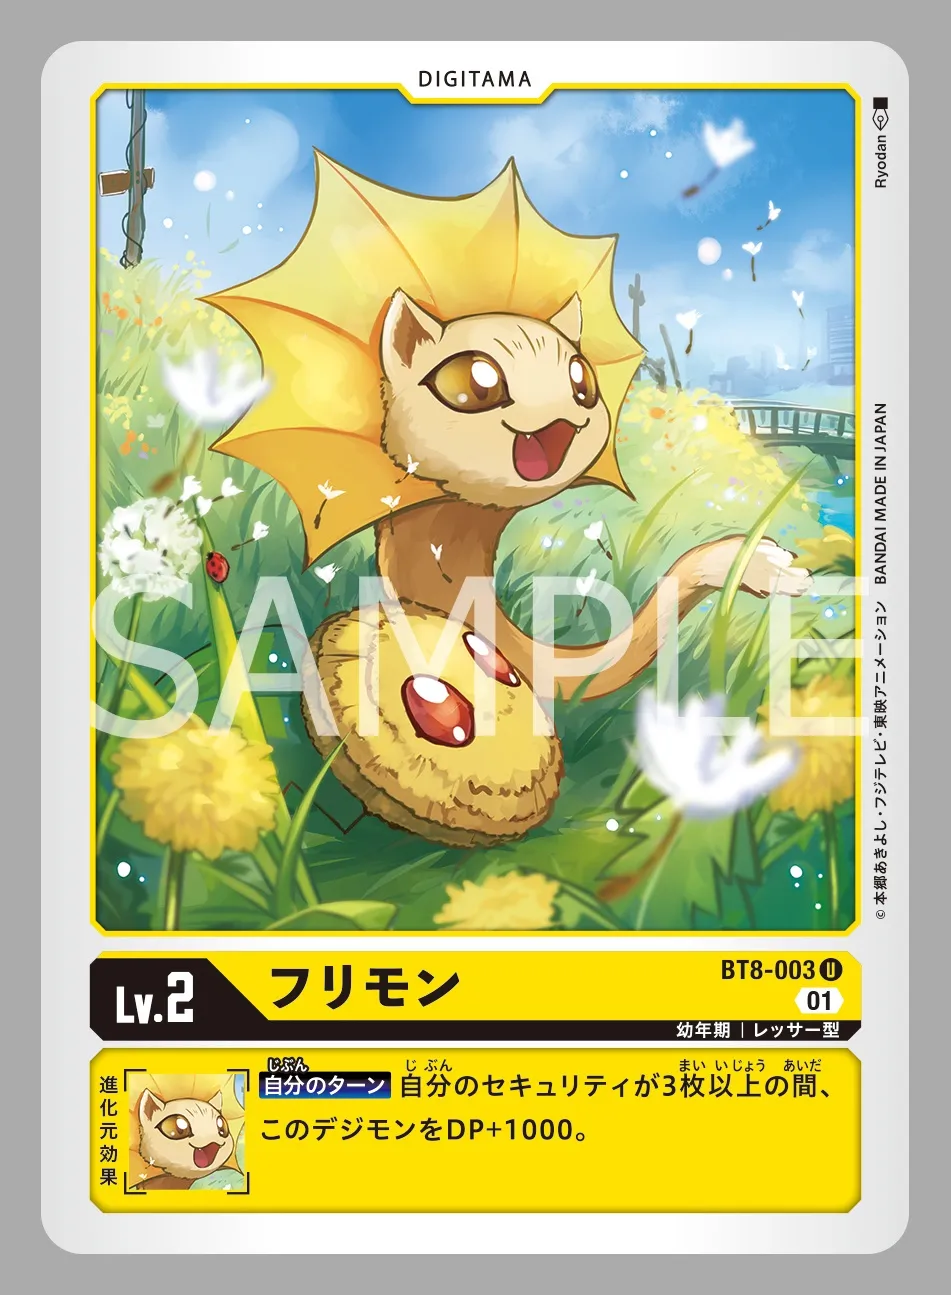 DIGITAMA
Ryodan
BANDAI MADE IN JAPAN
© 本郷あきよし・フジテレビ・東映アニメーション
SAMPLE
Lv.2
フリモン
BT8-003 U
01
幼年期｜レッサー型
進化元効果
じぶん
自分のターン
じぶん まい いじょう あいだ
自分のセキュリティが3枚以上の間、
このデジモンをDP+1000。